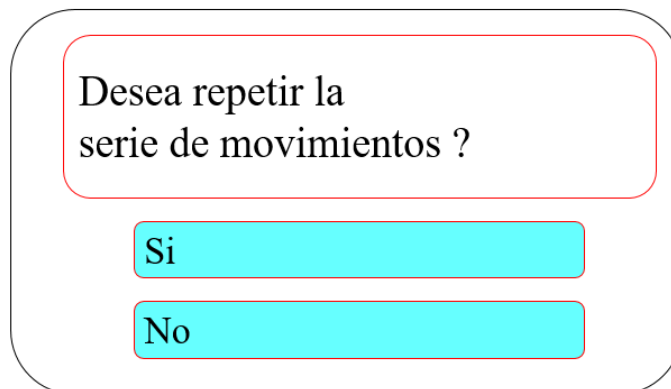 Desea repetir la
serie de movimientos ?
Si
No